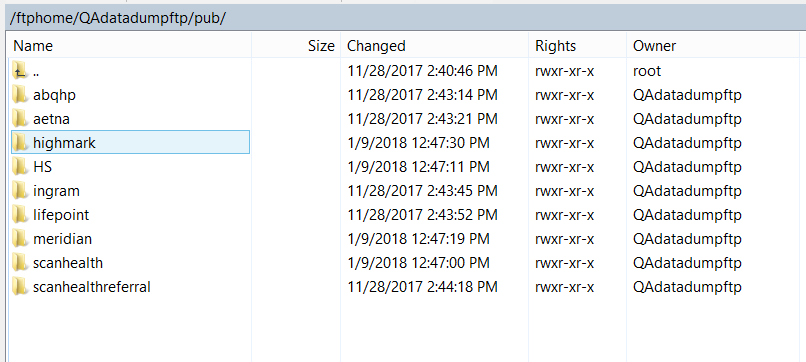 /ftphome/QAdatadumpftp/pub/
Name Size Changed Rights Owner
.. 11/28/2017 2:40:46 PM rwxr-xr-x root
abqhp 11/28/2017 2:43:14 PM rwxr-xr-x QAdatadumpftp
aetna 11/28/2017 2:43:21 PM rwxr-xr-x QAdatadumpftp
highmark 1/9/2018 12:47:30 PM rwxr-xr-x QAdatadumpftp
HS 1/9/2018 12:47:11 PM rwxr-xr-x QAdatadumpftp
ingram 11/28/2017 2:43:45 PM rwxr-xr-x QAdatadumpftp
lifepoint 11/28/2017 2:43:52 PM rwxr-xr-x QAdatadumpftp
meridian 1/9/2018 12:47:19 PM rwxr-xr-x QAdatadumpftp
scanhealth 1/9/2018 12:47:00 PM rwxr-xr-x QAdatadumpftp
scanhealthreferral 11/28/2017 2:44:18 PM rwxr-xr-x QAdatadumpftp